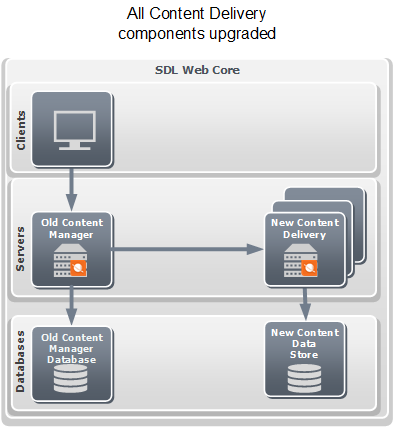 All Content Delivery
components upgraded
SDL Web Core
Clients
Servers
Old Content
Manager
New Content
Delivery
Databases
Old Content
Manager
Database
New Content
Data
Store